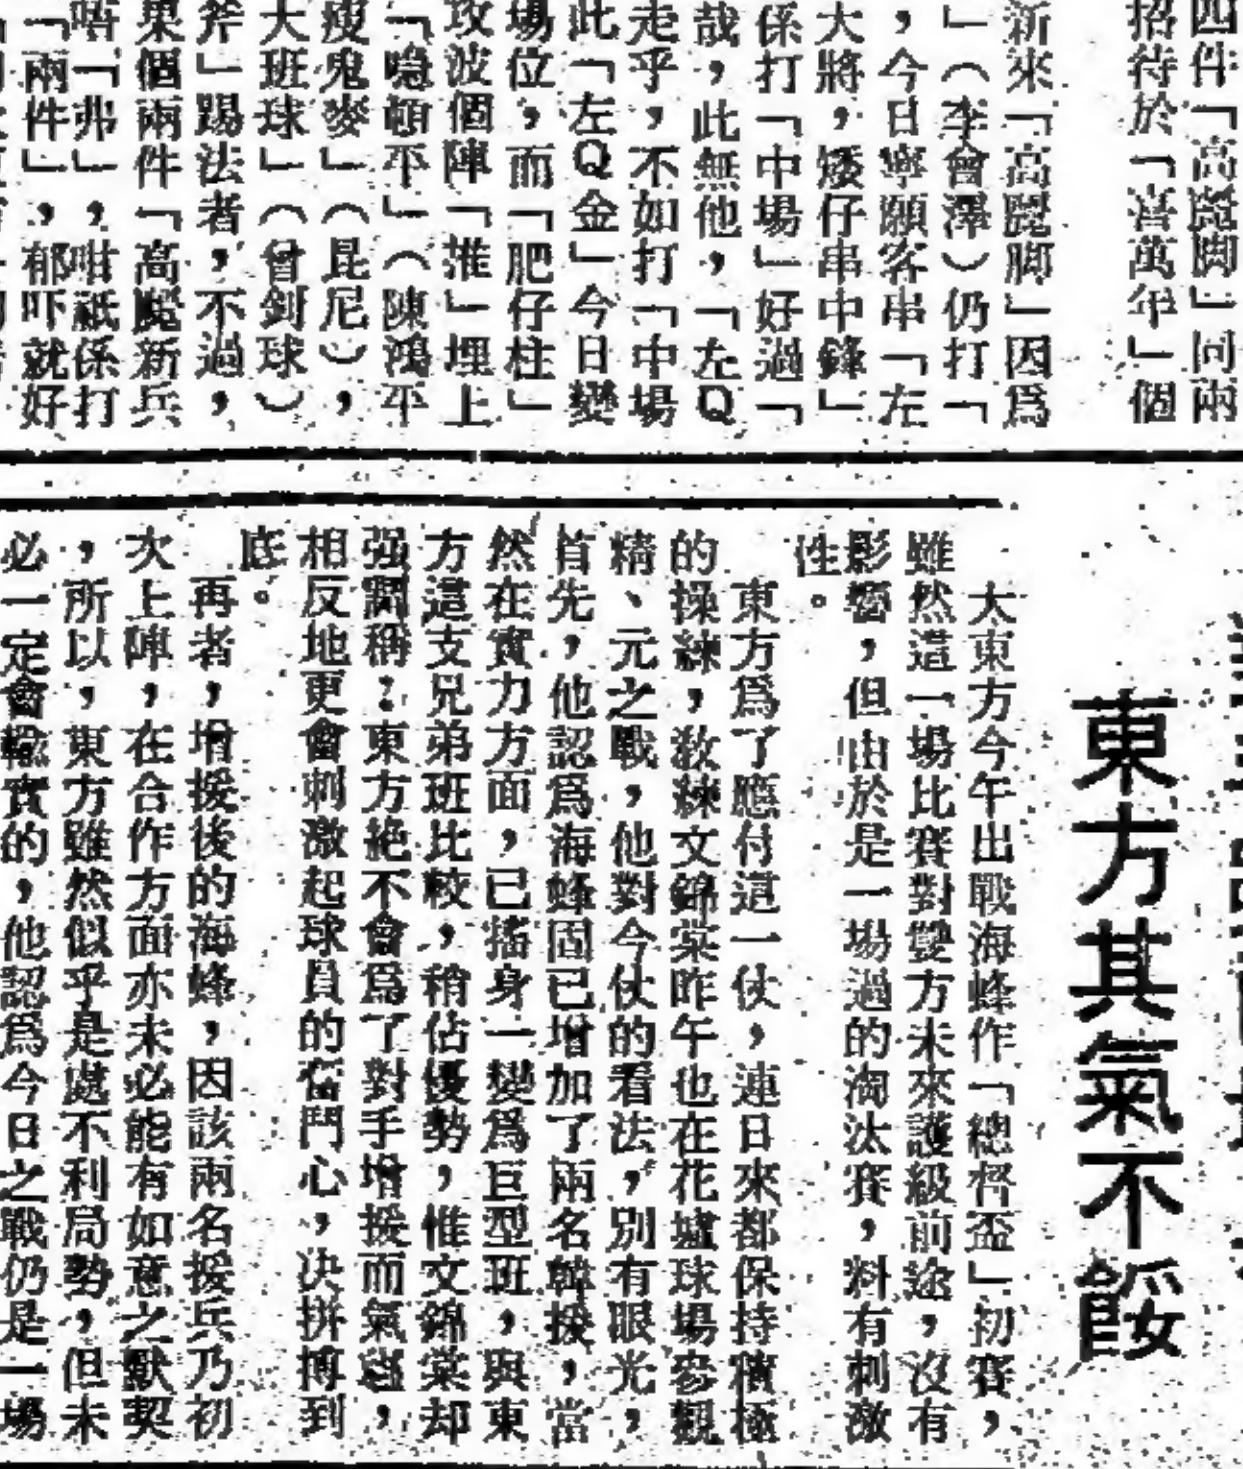 四件「高麗脚」同兩
招待於「喜萬年」個
新來「高麗脚」因為
」（李會澤）仍打「
，今日寧願客串「左
大將，矮仔串中鋒」
係打「中場」好過「
哉，此無他，「左Q
走乎，不如打「中場
此「左Q金」今日變
場位，而「肥仔柱」
攻波個陣「推」埋上
「隐頓平」（陳鴻平
瘦鬼麥」（昆尼），
大班球」（曾釗球）
斧」踢法者，不過，
果個兩件「高麗新兵
唔「弗」，咁祗係打
「兩件」，郁吓就好
東方其氣不餒
大東方今午出戰海蜂作「總督盃」初賽，
雖然這一場比賽對雙方未來護級前途，沒有
影響，但由於是一場過的淘汰賽，料有刺激
性。
東方為了應付這一仗，連日來都保持積極
的操練，敎練文錦棠昨午也在花墟球場參觀
精、元之戰，他對今仗的看法，別有眼光，
首先，他認為海蜂固已增加了兩名韓援，當
然在實力方面，已搖身一變為巨型班，與東
方這支兄弟班比較，稍佔優勢，惟文錦棠却
强調稱：東方絕不會為了對手增援而氣餒，
相反地更會刺激起球員的奮鬥心，决拼搏到
底。
再者，增援後的海蜂，因該兩名援兵乃初
次上陣，在合作方面亦未必能有如意之默契
，所以，東方雖然似乎是處不利局勢，但未
必一定會輸實的，他認為今日之戰仍是一場